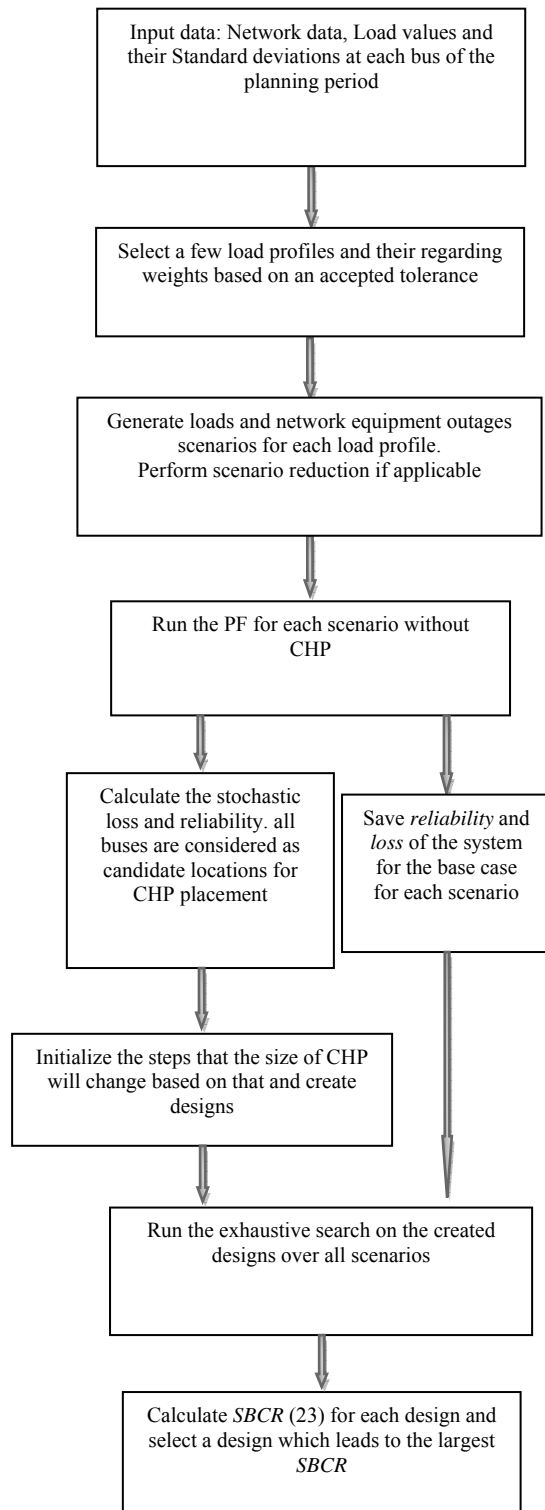 Input data: Network data, Load values and
their Standard deviations at each bus of the
planning period
Select a few load profiles and their regarding
weights based on an accepted tolerance
Generate loads and network equipment outages
scenarios for each load profile.
Perform scenario reduction if applicable
Run the PF for each scenario without
CHP
Calculate the stochastic
loss and reliability. all
buses are considered as
candidate locations for
CHP placement
Save reliability and
loss of the system
for the base case
for each scenario
Initialize the steps that the size of CHP
will change based on that and create
designs
Run the exhaustive search on the created
designs over all scenarios
Calculate SBCR (23) for each design and
select a design which leads to the largest
SBCR